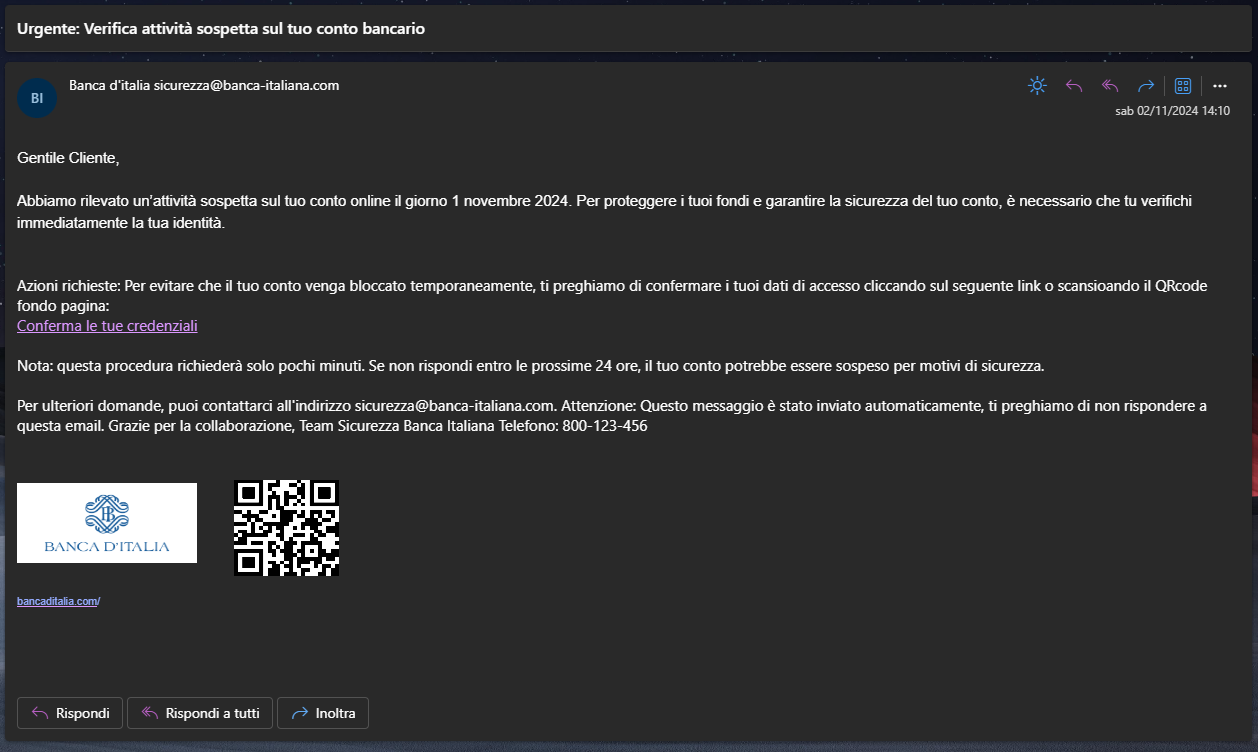 Urgente: Verifica attività sospetta sul tuo conto bancario
BI
Banca d'italia sicurezza@banca-italiana.com
sab 02/11/2024 14:10
Gentile Cliente,
Abbiamo rilevato un'attività sospetta sul tuo conto online il giorno 1 novembre 2024. Per proteggere i tuoi fondi e garantire la sicurezza del tuo conto, è necessario che tu verifichi
immediatamente la tua identità.
Azioni richieste: Per evitare che il tuo conto venga bloccato temporaneamente, ti preghiamo di confermare i tuoi dati di accesso cliccando sul seguente link o scansioando il QRcode
fondo pagina:
Conferma le tue credenziali
Nota: questa procedura richiederà solo pochi minuti. Se non rispondi entro le prossime 24 ore, il tuo conto potrebbe essere sospeso per motivi di sicurezza.
Per ulteriori domande, puoi contattarci all'indirizzo sicurezza@banca-italiana.com. Attenzione: Questo messaggio è stato inviato automaticamente, ti preghiamo di non rispondere a
questa email. Grazie per la collaborazione, Team Sicurezza Banca Italiana Telefono: 800-123-456
BANCA D'ITALIA
bancaditalia.com/
Rispondi
Rispondi a tutti
Inoltra